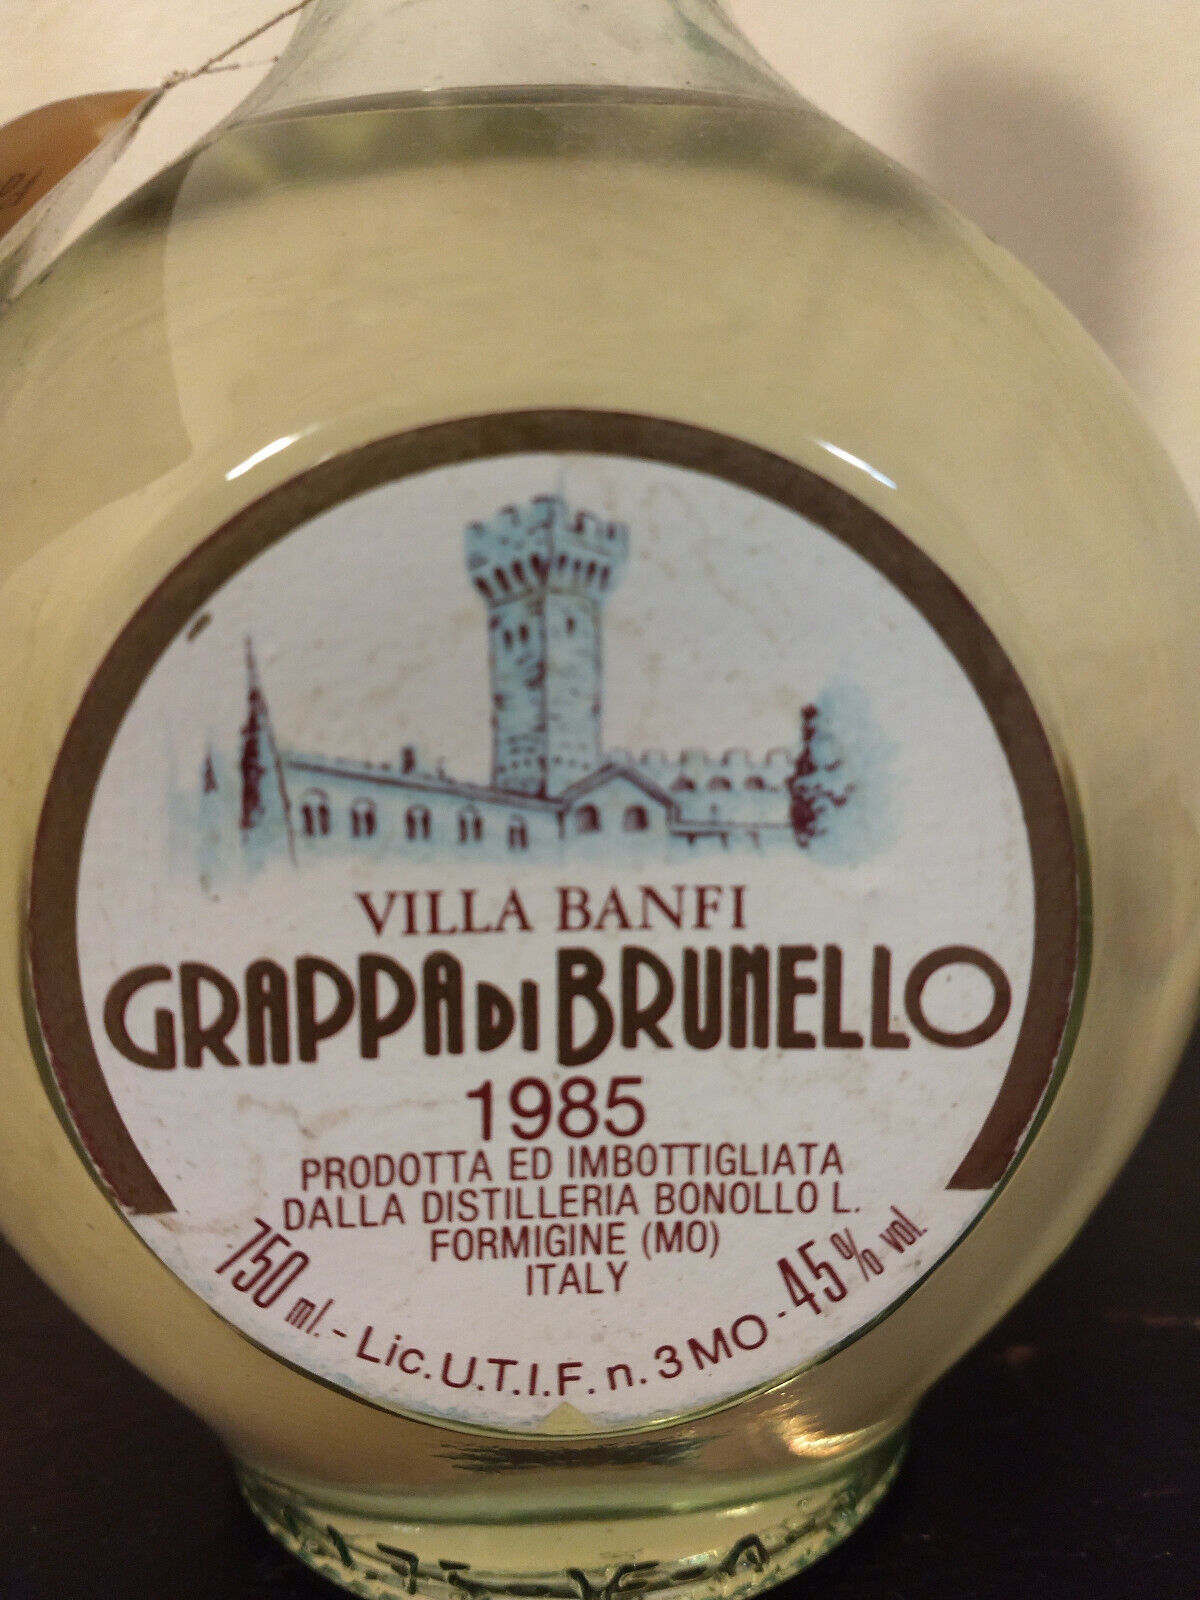 VILLA BANFI
GRAPPA DI BRUNELLO
1985
PRODOTTA ED IMBOTTIGLIATA
DALLA DISTILLERIA BONOLLO L.
FORMIGINE (MO)
ITALY
750 ml. - Lic. U.T.I.F. n. 3 MO - 45% vol.